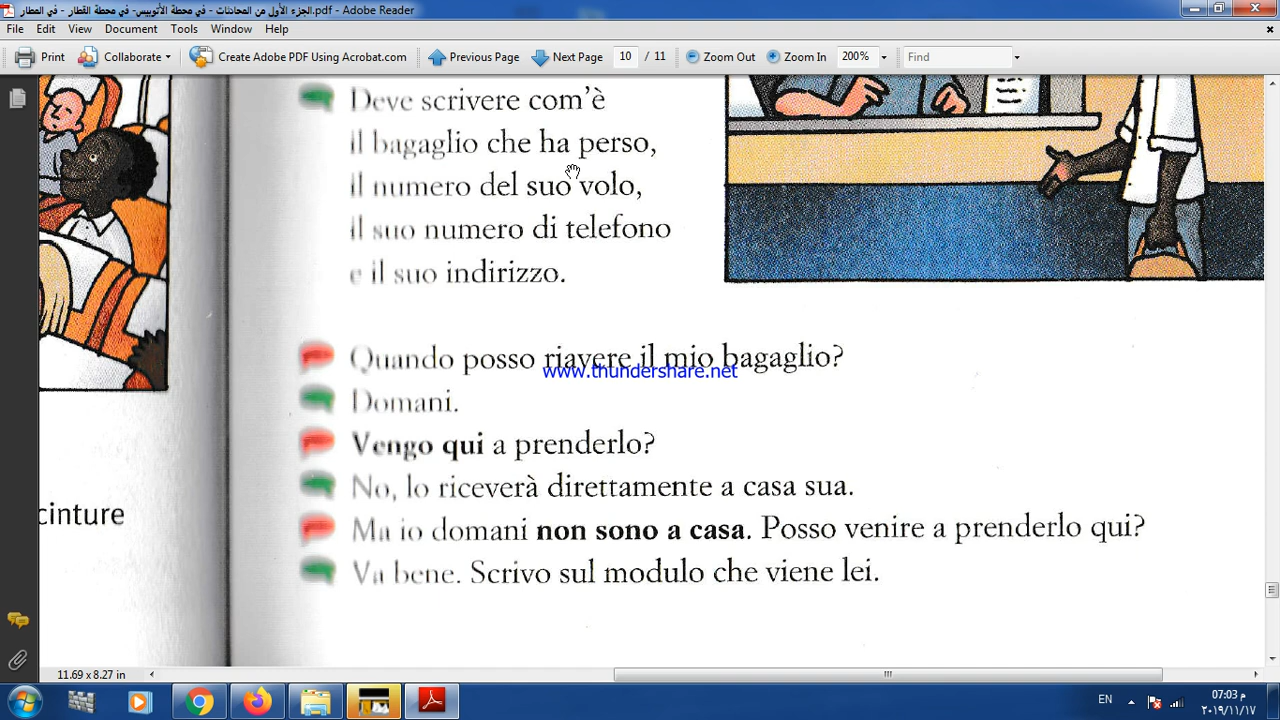 الجزء الأول من المحادثات - في محطة الأتوبيس- في محطة القطار - في المطار.pdf - Adobe Reader
File Edit View Document Tools Window Help
Print Collaborate Create Adobe PDF Using Acrobat.com Previous Page Next Page 10 / 11 Zoom Out Zoom In 200% Find
Deve scrivere com'è
il bagaglio che ha perso,
il numero del suo volo,
il suo numero di telefono
e il suo indirizzo.
Quando posso riavere il mio bagaglio?
www.thundershare.net
Domani.
Vengo qui a prenderlo?
No, lo riceverà direttamente a casa sua.
cinture
Ma io domani non sono a casa. Posso venire a prenderlo qui?
Va bene. Scrivo sul modulo che viene lei.
11.69 x 8.27 in
EN
07:03 م
٢٠١٩/١١/١٧